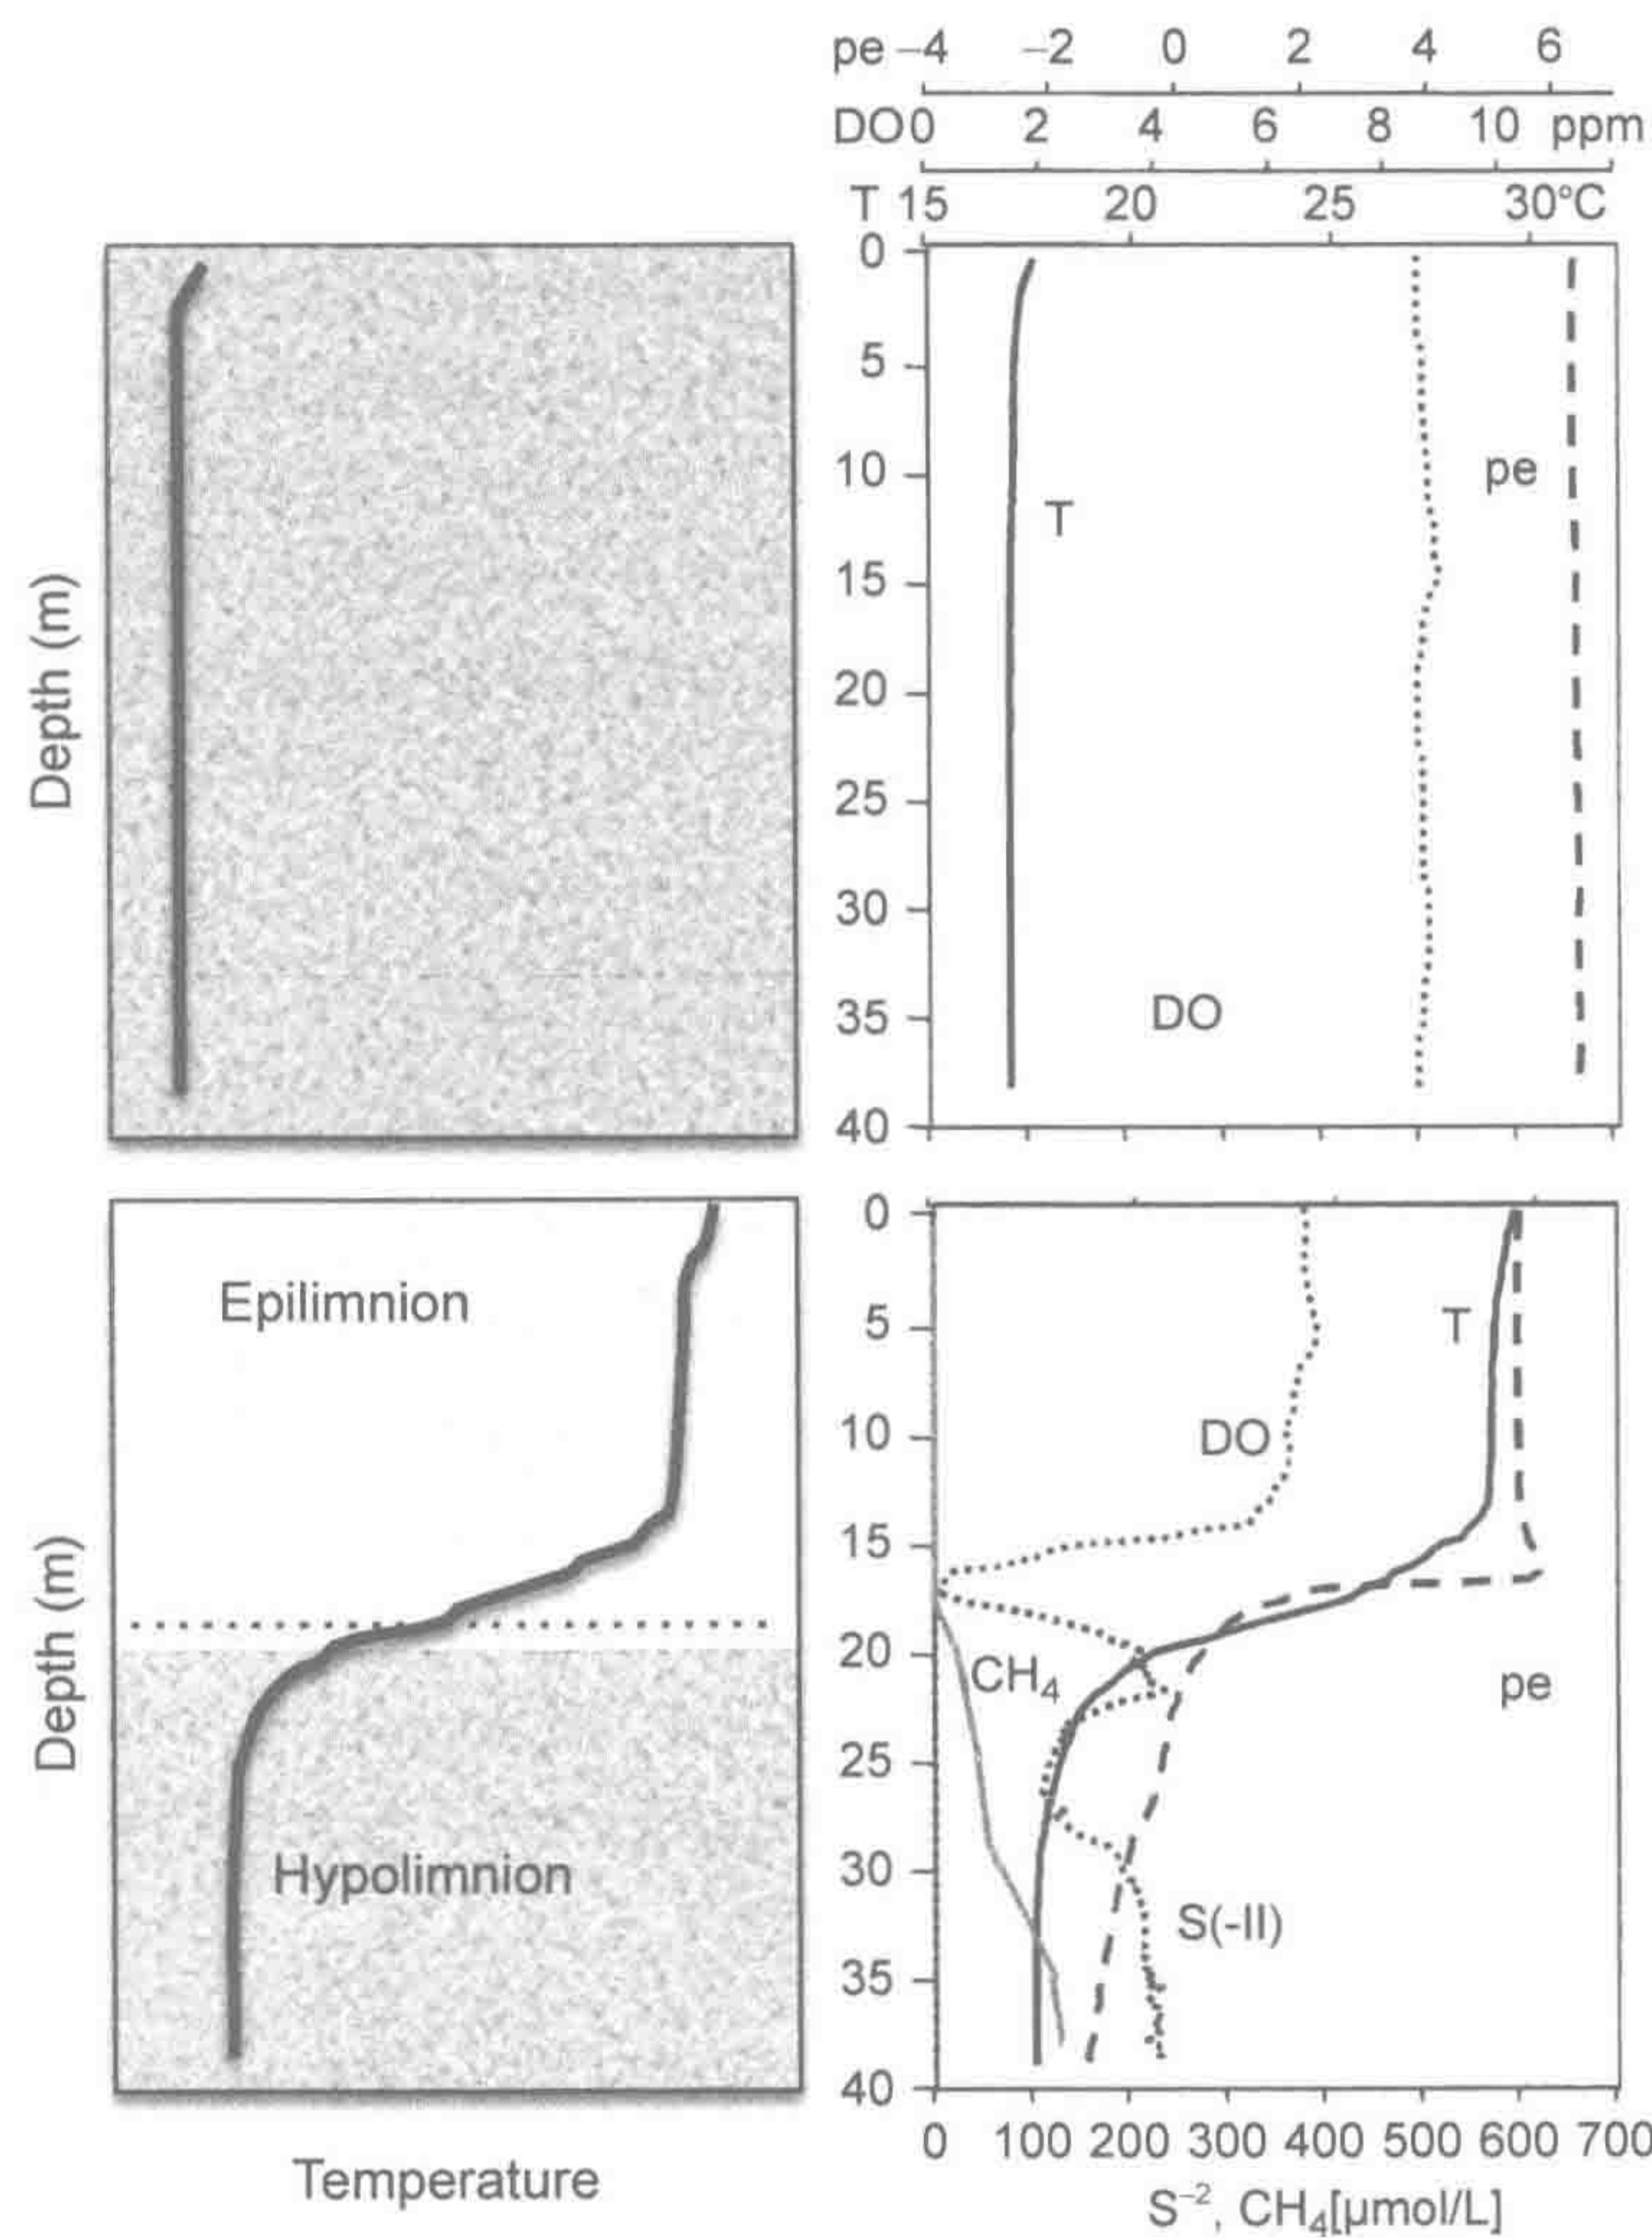 pe –4 –2 0 2 4 6
DO 0 2 4 6 8 10 ppm
T 15 20 25 30°C
Depth (m)
0
5
10
15
20
25
30
35
40
T
pe
DO
Depth (m)
Epilimnion
Hypolimnion
Temperature
0
5
10
15
20
25
30
35
40
T
DO
CH₄
pe
S(-II)
0 100 200 300 400 500 600 700
S⁻², CH₄[µmol/L]